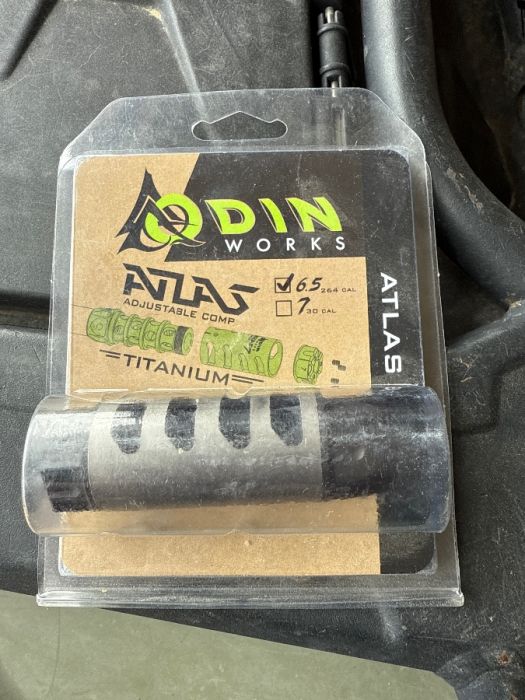 ODIN
WORKS
ATLAS
ADJUSTABLE COMP
TITANIUM
6.5 264 CAL
7 30 CAL
ATLAS